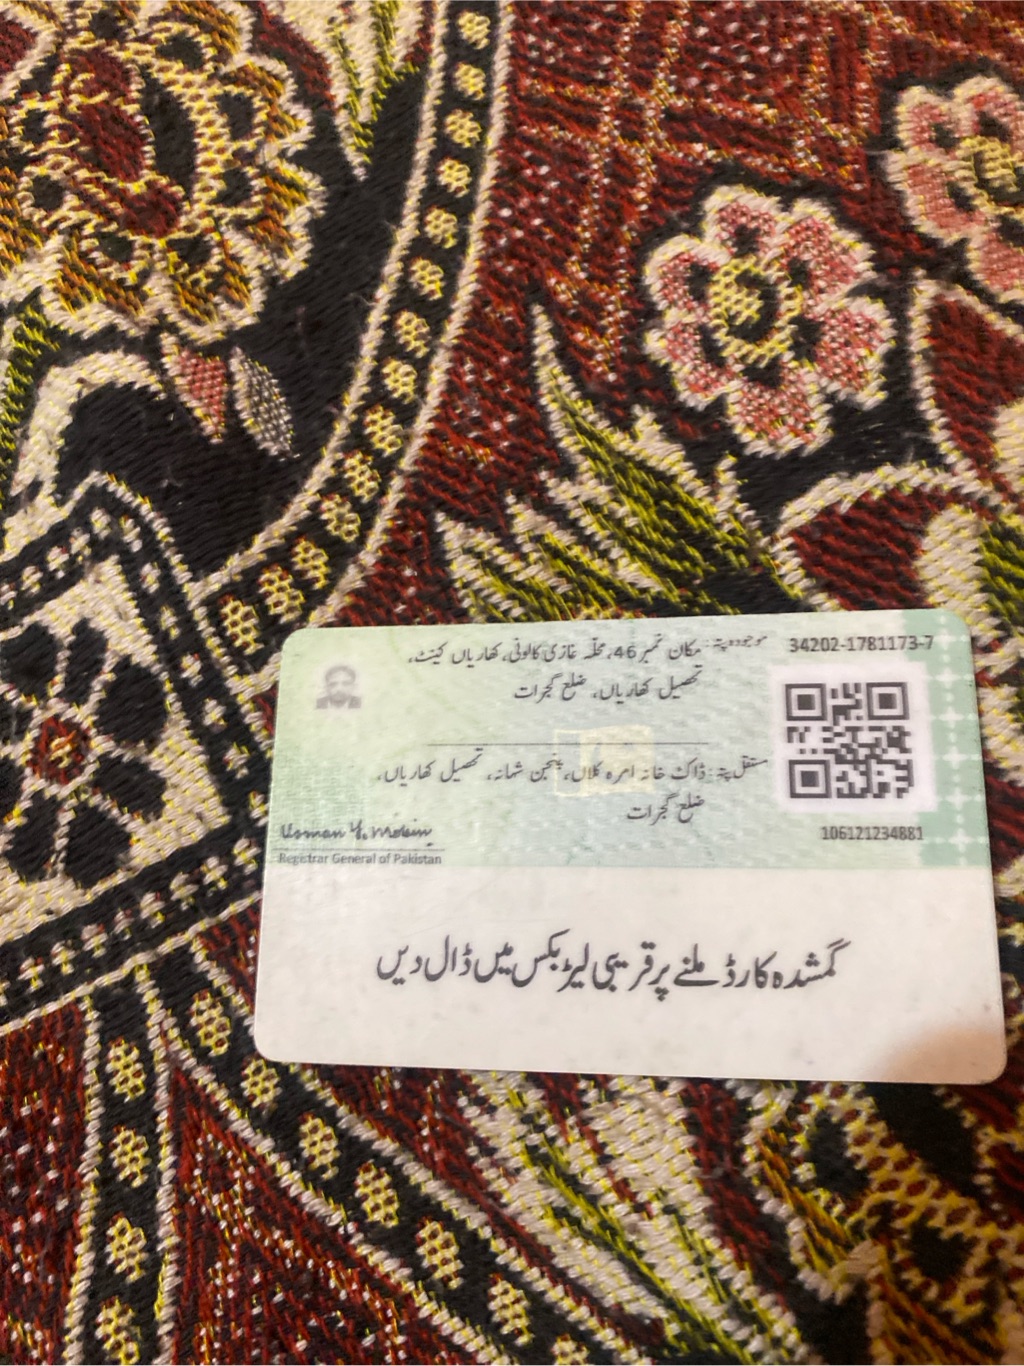 34202-1781173-7
موجودہ پتہ: مکان نمبر 46، محلہ غازی کالونی، کھاریاں کینٹ،
تحصیل کھاریاں، ضلع گجرات
مستقل پتہ: ڈاک خانہ امرہ کلاں، پنجن شہانہ، تحصیل کھاریاں،
ضلع گجرات
106121234881
Usman Y. Mobin
Registrar General of Pakistan
گمشدہ کارڈ ملنے پر قریبی لیٹر بکس میں ڈال دیں